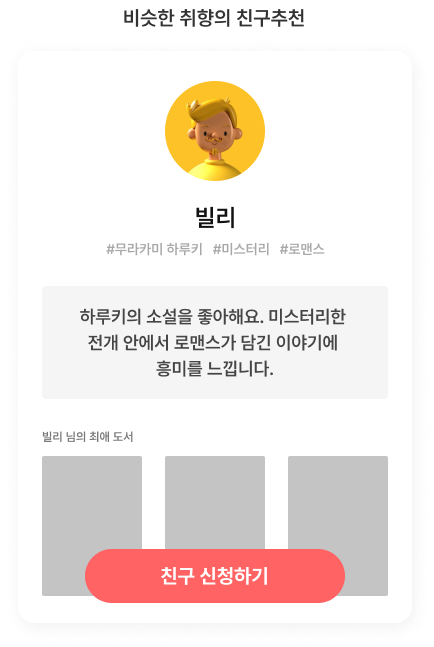 비슷한 취향의 친구추천
빌리
#무라카미 하루키 #미스터리 #로맨스
하루키의 소설을 좋아해요. 미스터리한
전개 안에서 로맨스가 담긴 이야기에
흥미를 느낍니다.
빌리 님의 최애 도서
친구 신청하기